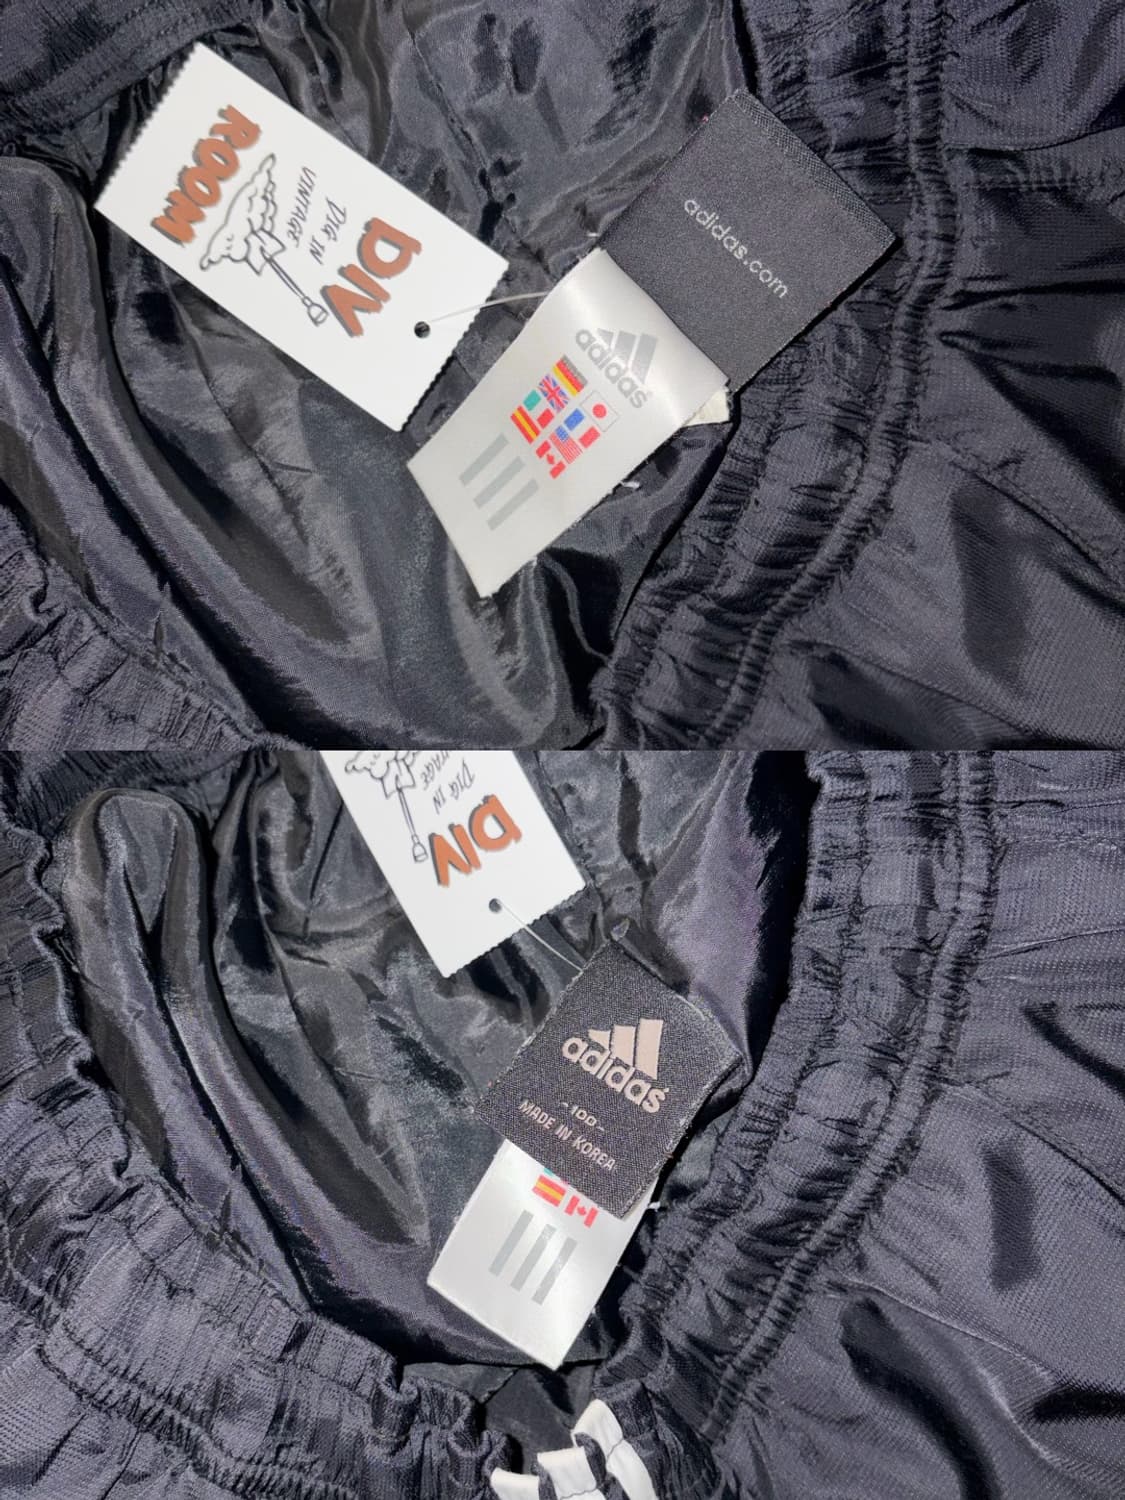 ROOM
DIG IN
VINTAGE
DIV
adidas.com
adidas
DIG IN
VINTAGE
DIV
adidas
-100-
MADE IN KOREA